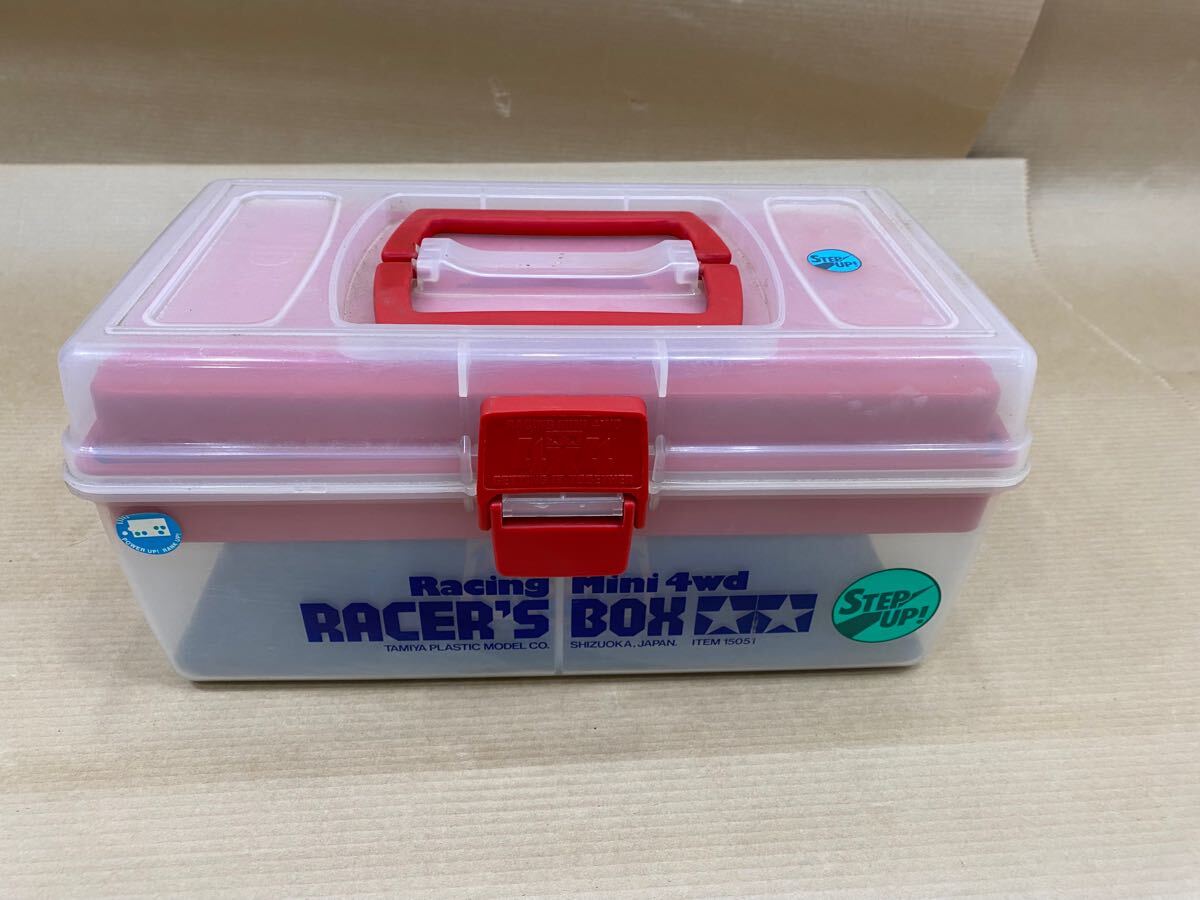 STEP
UP!
POWER UP! RANK UP!
Racing Mini 4wd
RACER'S BOX
TAMIYA PLASTIC MODEL CO. SHIZUOKA, JAPAN. ITEM 15051
STEP
UP!